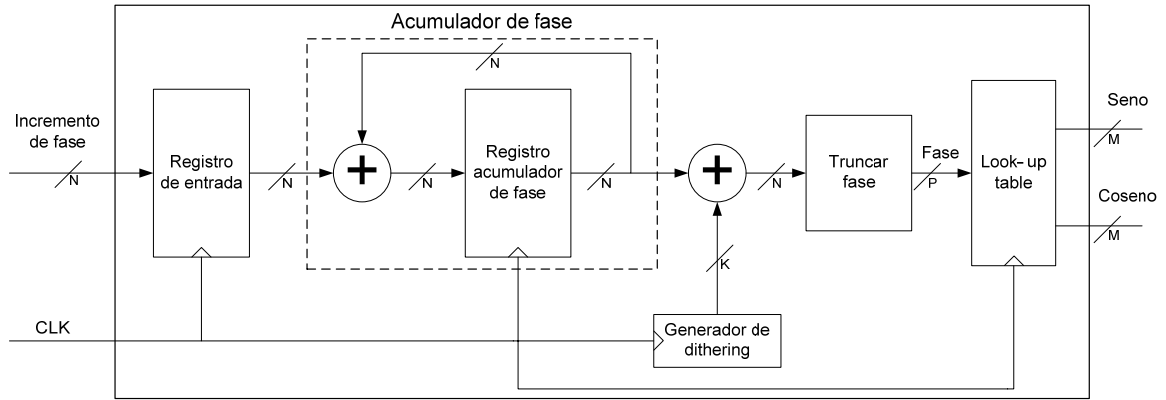 Acumulador de fase
N
Incremento
de fase
N
Registro
de entrada
N
+
N
Registro
acumulador
de fase
N
+
N
Truncar
fase
Fase
P
Look-up
table
Seno
M
Coseno
M
K
CLK
Generador de
dithering